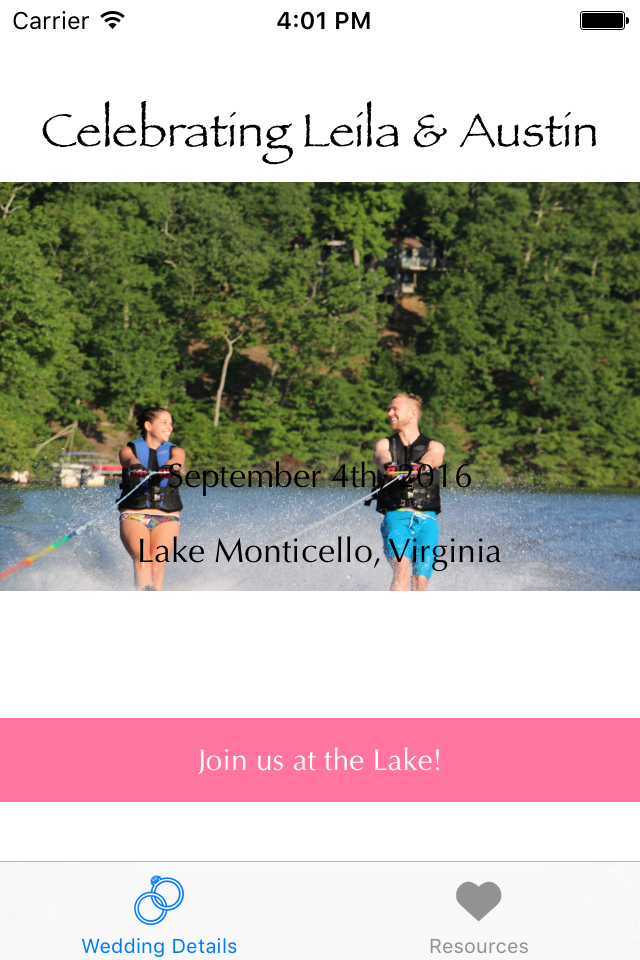 Carrier 4:01 PM
Celebrating Leila & Austin
September 4th, 2016
Lake Monticello, Virginia
Join us at the Lake!
Wedding Details Resources